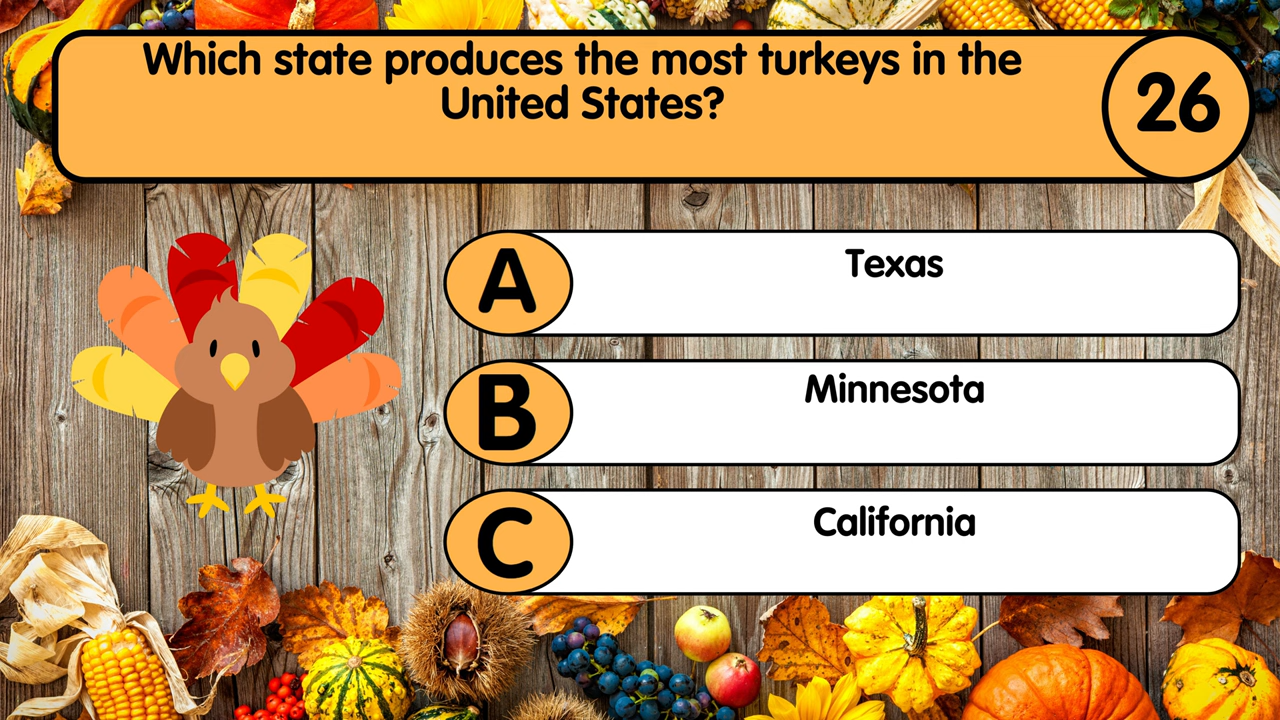 Which state produces the most turkeys in the
United States?
26
A
Texas
B
Minnesota
C
California